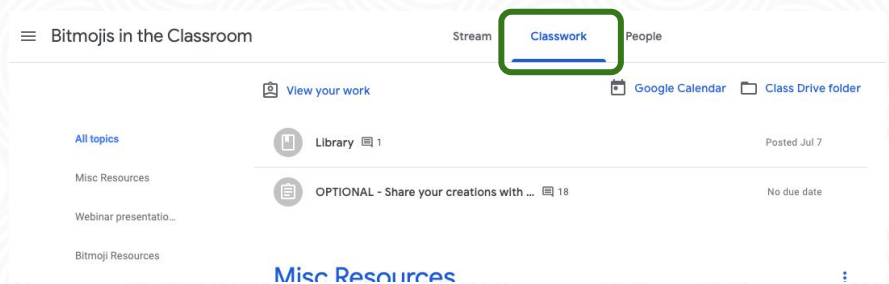 Bitmojis in the Classroom
Stream Classwork People
View your work
Google Calendar Class Drive folder
All topics
Library 1
Posted Jul 7
Misc Resources
OPTIONAL - Share your creations with ... 18
No due date
Webinar presentatio...
Bitmoji Resources
Misc Resources